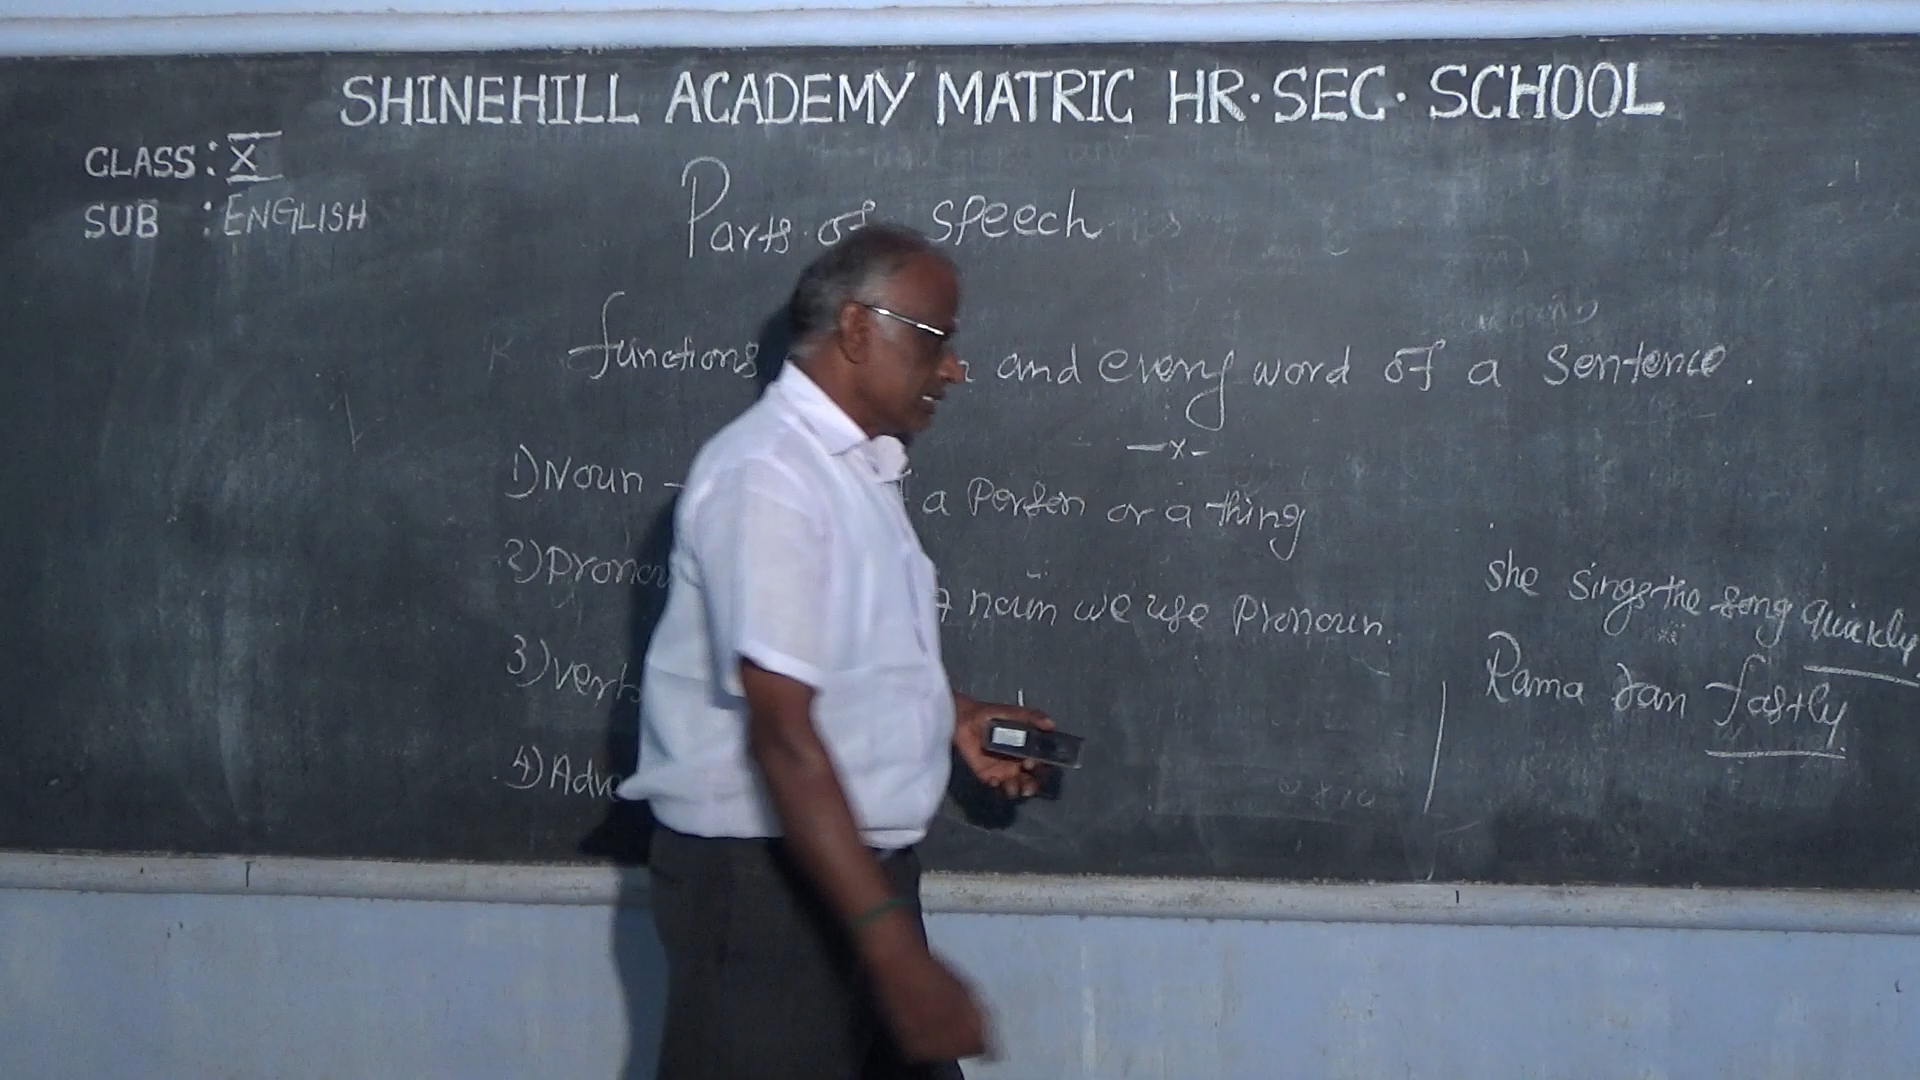 SHINEHILL ACADEMY MATRIC HR. SEC. SCHOOL
CLASS : X
SUB : ENGLISH
Parts of speech
functions and every word of a sentence.
-x-
1) Noun - a person or a thing
2) Pronou noun we use pronoun.
3) verb
4) Adve
she sings the song quickly
Rama ran fastly